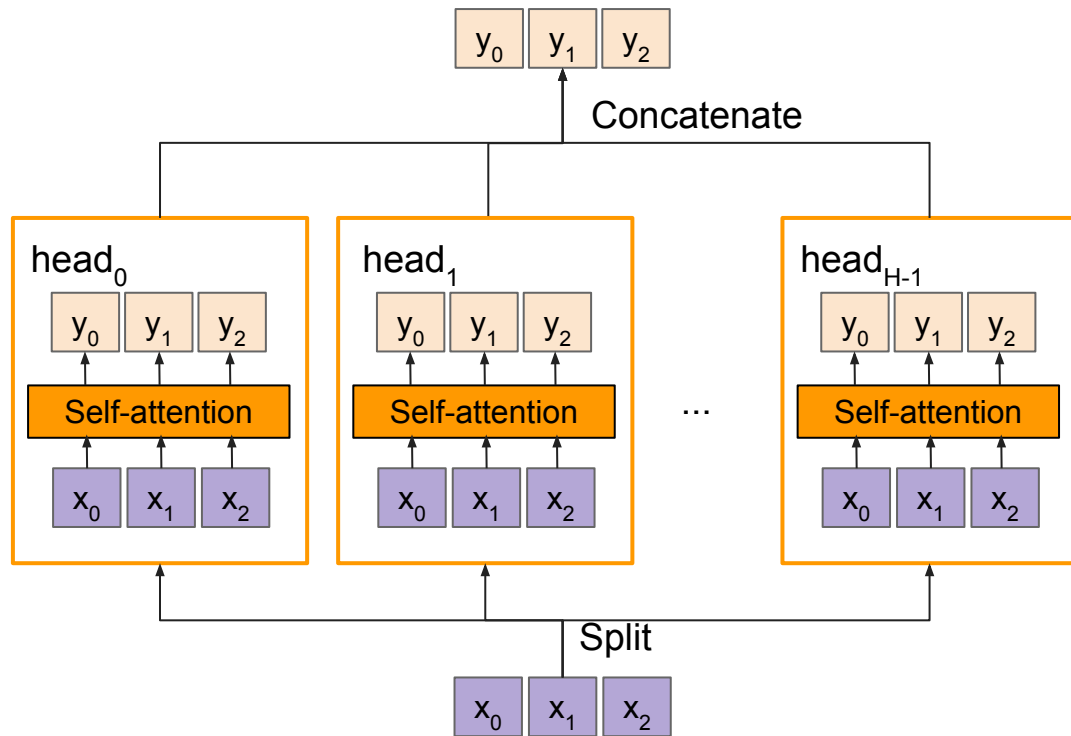 y₀ y₁ y₂
Concatenate
head₀ head₁ head_H-1
y₀ y₁ y₂ y₀ y₁ y₂ y₀ y₁ y₂
Self-attention Self-attention ... Self-attention
x₀ x₁ x₂ x₀ x₁ x₂ x₀ x₁ x₂
Split
x₀ x₁ x₂